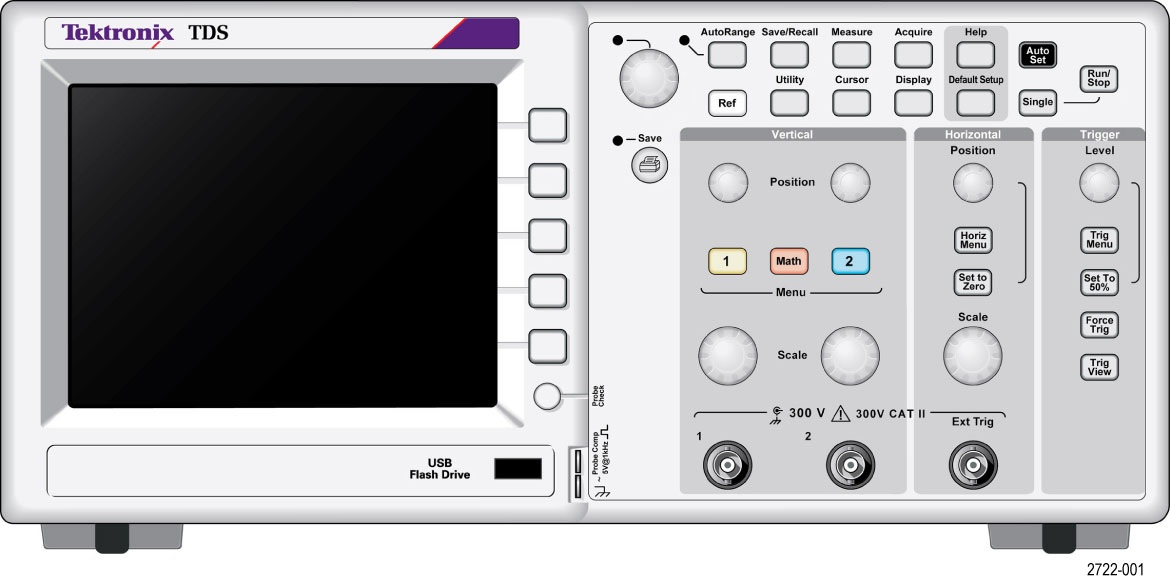 Tektronix TDS
AutoRange Save/Recall Measure Acquire Help
Auto
Set
Run/
Stop
Utility Cursor Display Default Setup
Ref
Single
Save
Vertical Horizontal Trigger
Position Level
Position
Horiz
Menu
Trig
Menu
1 Math 2
Set to
Zero
Set To
50%
Menu
Force
Trig
Scale
Scale
Trig
View
Probe
Check
300 V 300V CAT II
Ext Trig
1 2
~ Probe Comp
5V@1kHz
USB
Flash Drive
2722-001